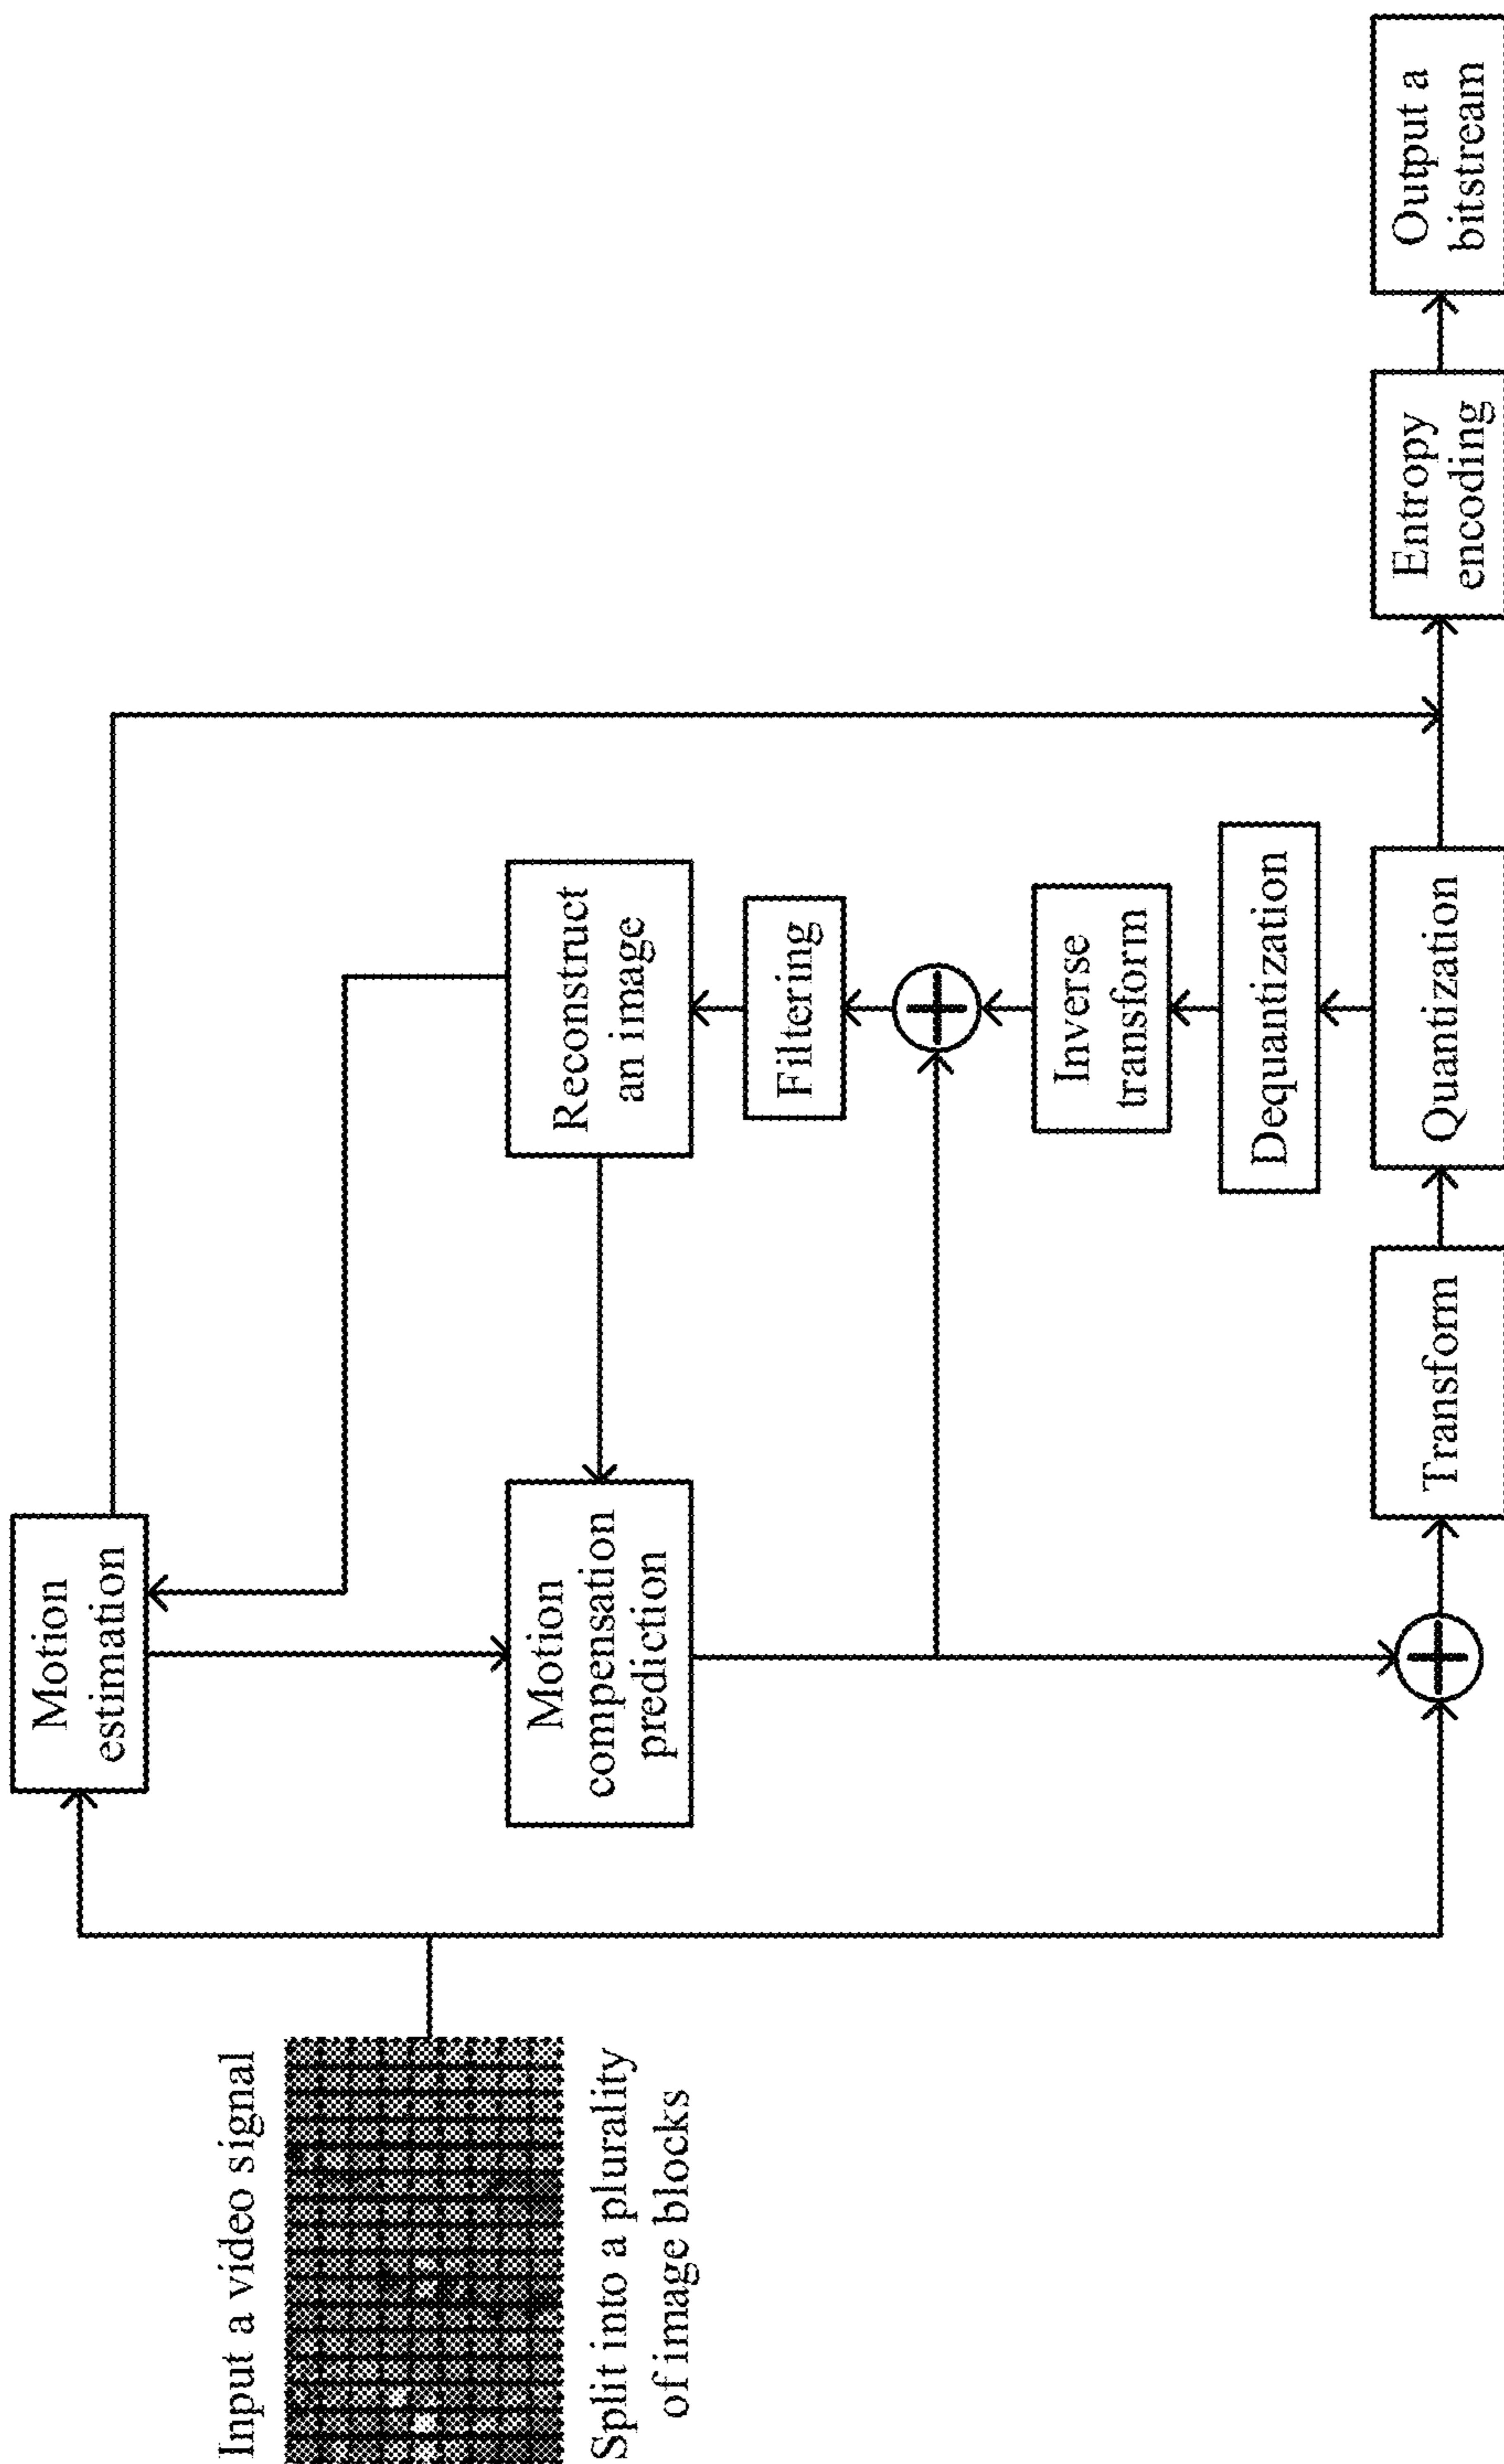 Input a video signal
Split into a plurality
of image blocks
Motion
estimation
Motion
compensation
prediction
Reconstruct
an image
Filtering
Inverse
transform
Dequantization
Transform
Quantization
Entropy
encoding
Output a
bitstream